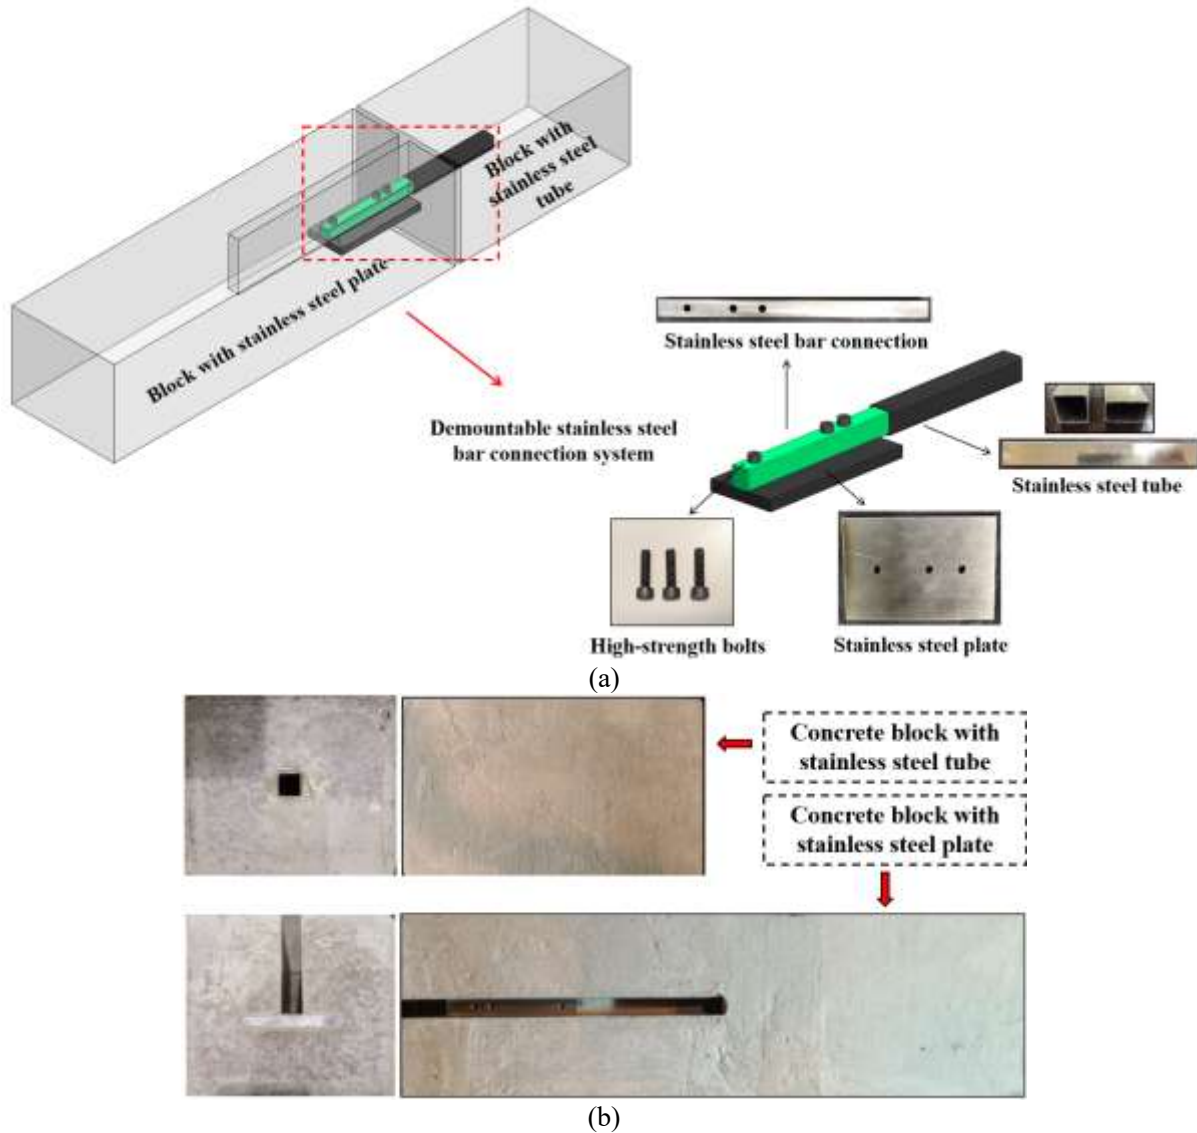 Block with
stainless steel
tube
Block with stainless steel plate
Stainless steel bar connection
Demountable stainless steel
bar connection system
Stainless steel tube
High-strength bolts
Stainless steel plate
(a)
Concrete block with
stainless steel tube
Concrete block with
stainless steel plate
(b)